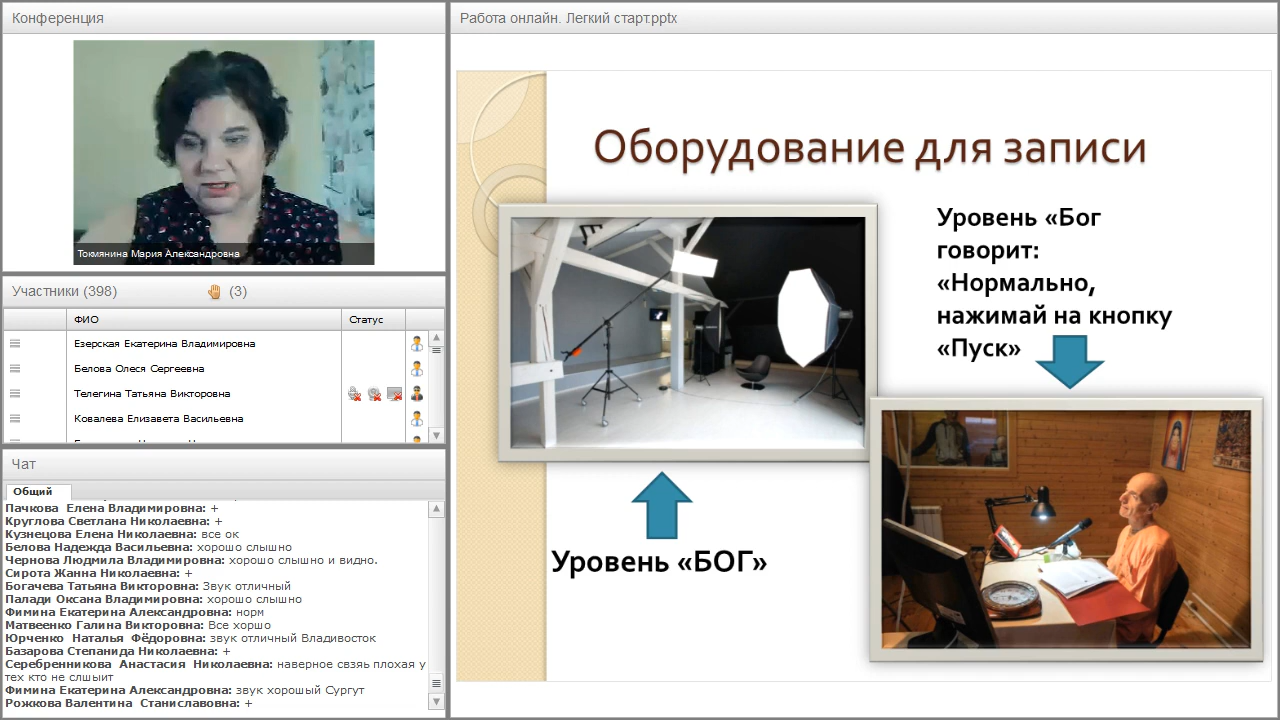 Конференция
Токмянина Мария Александровна
Участники (398)
(3)
ФИО
Статус
Езерская Екатерина Владимировна
Белова Олеся Сергеевна
Телегина Татьяна Викторовна
Ковалева Елизавета Васильевна
Чат
Общий
Пачкова Елена Владимировна: +
Круглова Светлана Николаевна: +
Кузнецова Елена Николаевна: все ок
Белова Надежда Васильевна: хорошо слышно
Чернова Людмила Владимировна: хорошо слышно и видно.
Сирота Жанна Николаевна: +
Богачева Татьяна Викторовна: Звук отличный
Палади Оксана Владимировна: хорошо слышно
Фимина Екатерина Александровна: норм
Матвеенко Галина Викторовна: Все хоршо
Юрченко Наталья Фёдоровна: звук отличный Владивосток
Базарова Степанида Николаевна: +
Серебренникова Анастасия Николаевна: наверное свзяь плохая у
тех кто не слшыит
Фимина Екатерина Александровна: звук хороший Сургут
Рожкова Валентина Станиславовна: +
Работа онлайн. Легкий старт.pptx
Оборудование для записи
Уровень «Бог
говорит:
«Нормально,
нажимай на кнопку
«Пуск»
Уровень «БОГ»